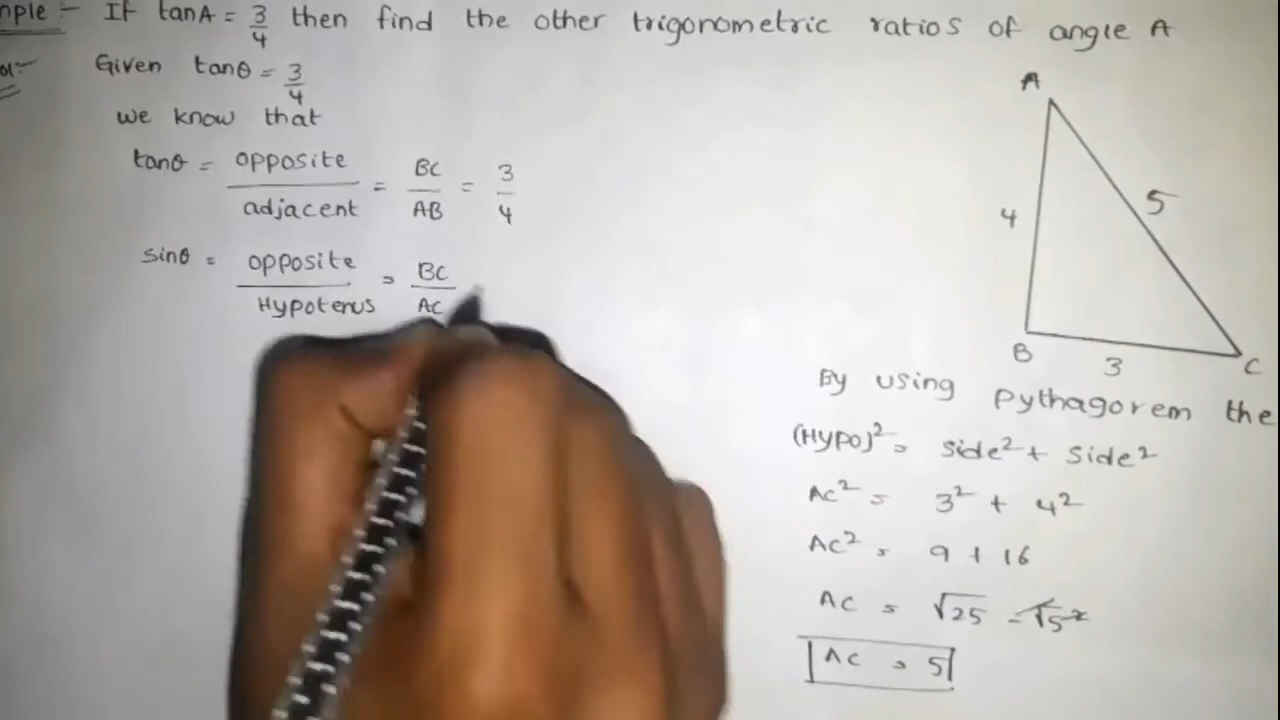 If tanA = 3/4 then find the other trigonometric ratios of angle A
Given tanθ = 3/4
we know that
tanθ = opposite/adjacent = BC/AB = 3/4
sinθ = opposite/Hypotenus = BC/AC
A
4
5
B
3
C
By using Pythagorem the
(Hypo)² = Side² + Side²
AC² = 3² + 4²
AC² = 9 + 16
AC = √25 = √5²
AC = 5